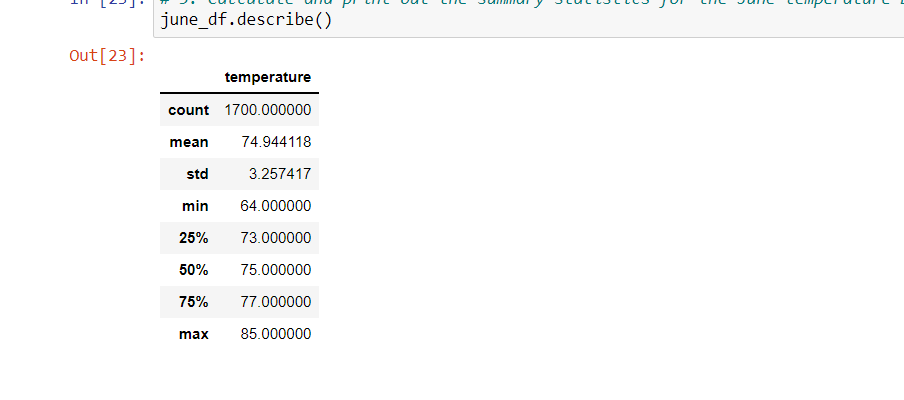 In [23]: # 5. Calculate and print out the summary statistics for the June temperature
june_df.describe()
Out[23]:
temperature
count 1700.000000
mean 74.944118
std 3.257417
min 64.000000
25% 73.000000
50% 75.000000
75% 77.000000
max 85.000000